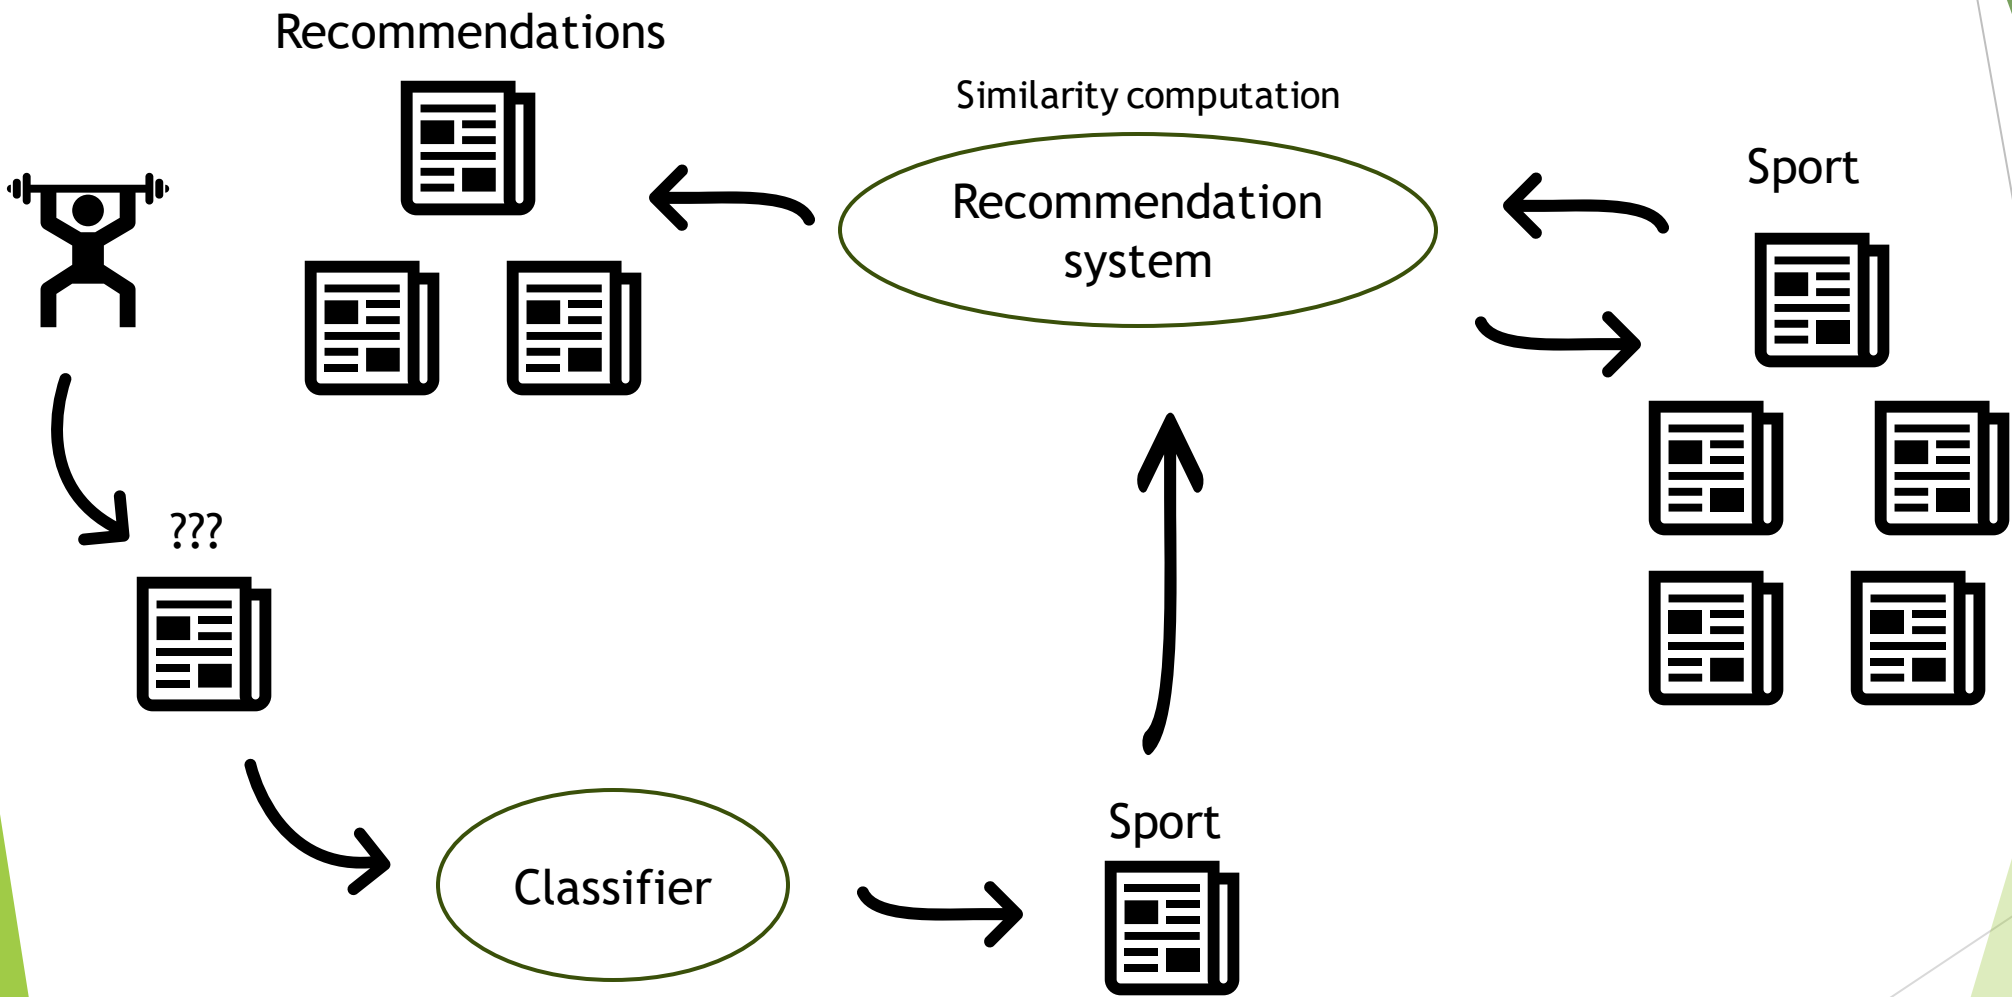 Recommendations
Similarity computation
Recommendation
system
Sport
???
Classifier
Sport